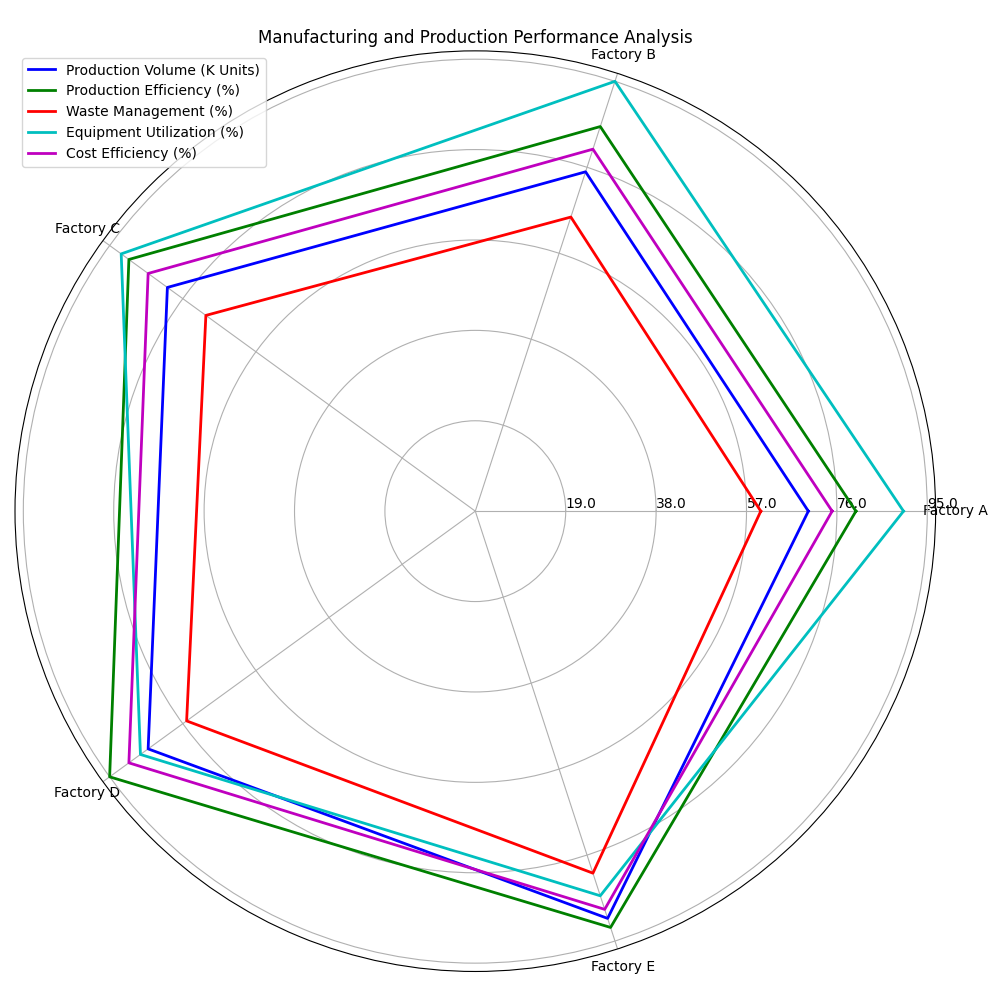 Manufacturing and Production Performance Analysis
Factory B
Production Volume (K Units)
Production Efficiency (%)
Waste Management (%)
Equipment Utilization (%)
Cost Efficiency (%)
Factory C
19.0 38.0 57.0 76.0 95.0
Factory A
Factory D
Factory E